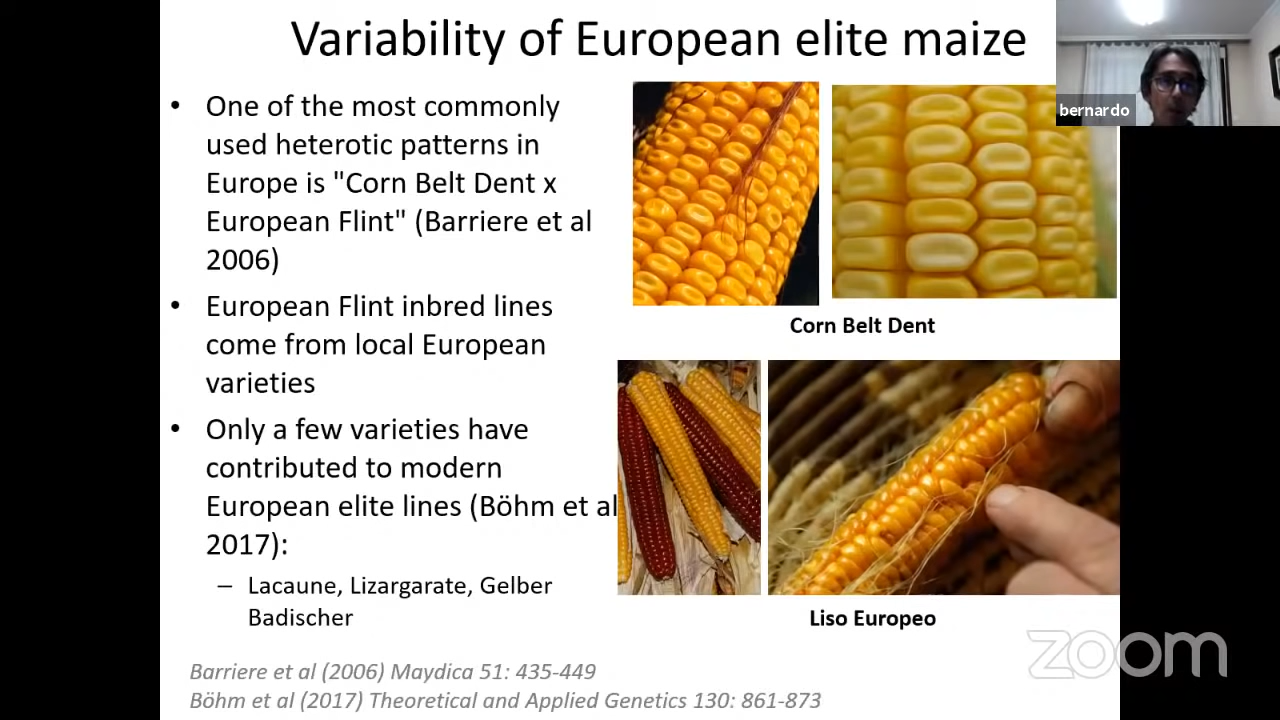 Variability of European elite maize
bernardo
• One of the most commonly
used heterotic patterns in
Europe is "Corn Belt Dent x
European Flint" (Barriere et al
2006)
• European Flint inbred lines
come from local European
varieties
• Only a few varieties have
contributed to modern
European elite lines (Böhm et al
2017):
– Lacaune, Lizargarate, Gelber
Badischer
Corn Belt Dent
Liso Europeo
Barriere et al (2006) Maydica 51: 435-449
Böhm et al (2017) Theoretical and Applied Genetics 130: 861-873
zoom